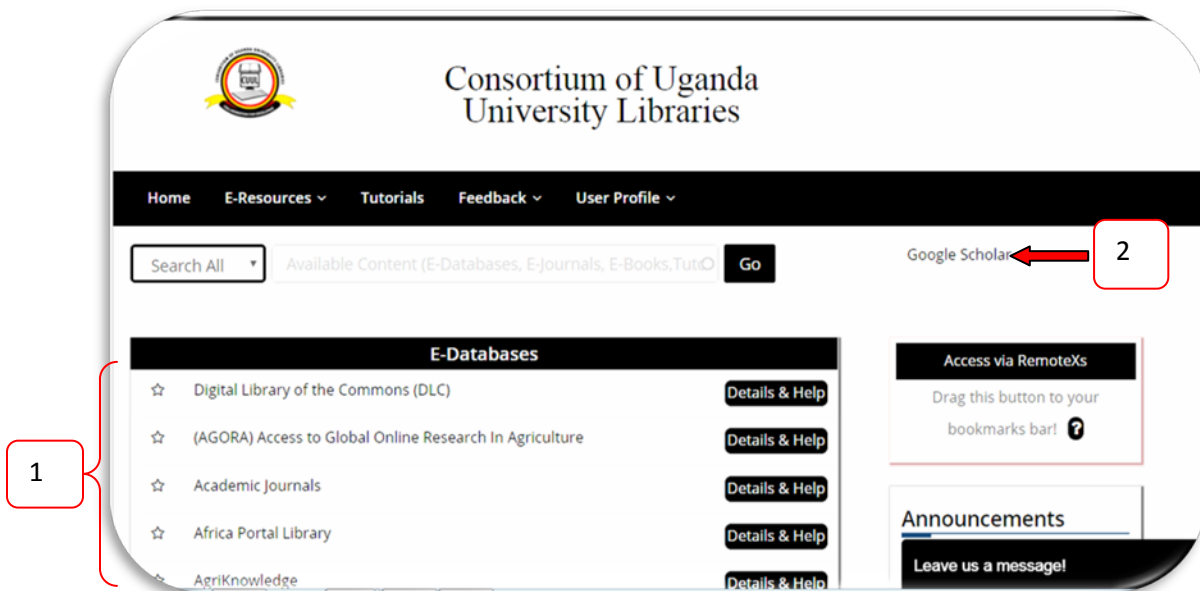 CUUL
Consortium of Uganda
University Libraries
Home E-Resources Tutorials Feedback User Profile
Search All Available Content (E-Databases, E-Journals, E-Books,Tuto Go Google Scholar 2
E-Databases
Digital Library of the Commons (DLC) Details & Help
(AGORA) Access to Global Online Research In Agriculture Details & Help
Academic Journals Details & Help
Africa Portal Library Details & Help
AgriKnowledge Details & Help
1
Access via RemoteXs
Drag this button to your
bookmarks bar! ?
Announcements
Leave us a message!